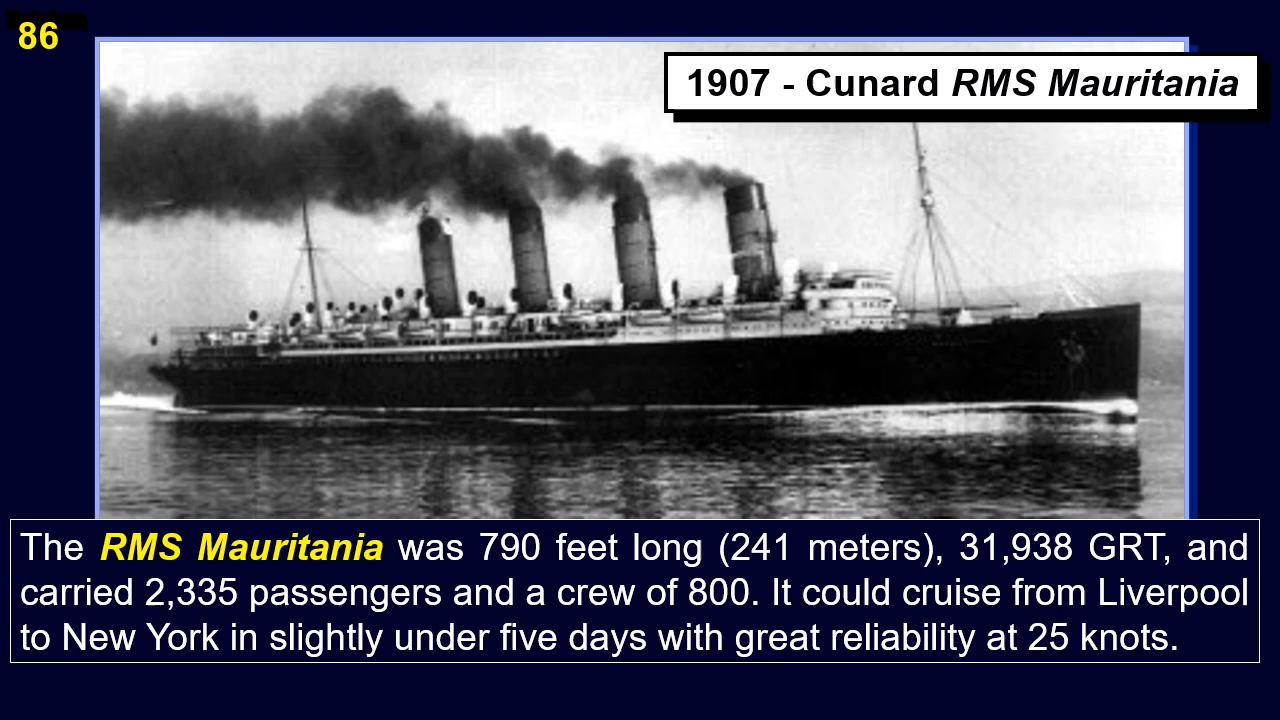 86
1907 - Cunard RMS Mauritania
The RMS Mauritania was 790 feet long (241 meters), 31,938 GRT, and
carried 2,335 passengers and a crew of 800. It could cruise from Liverpool
to New York in slightly under five days with great reliability at 25 knots.